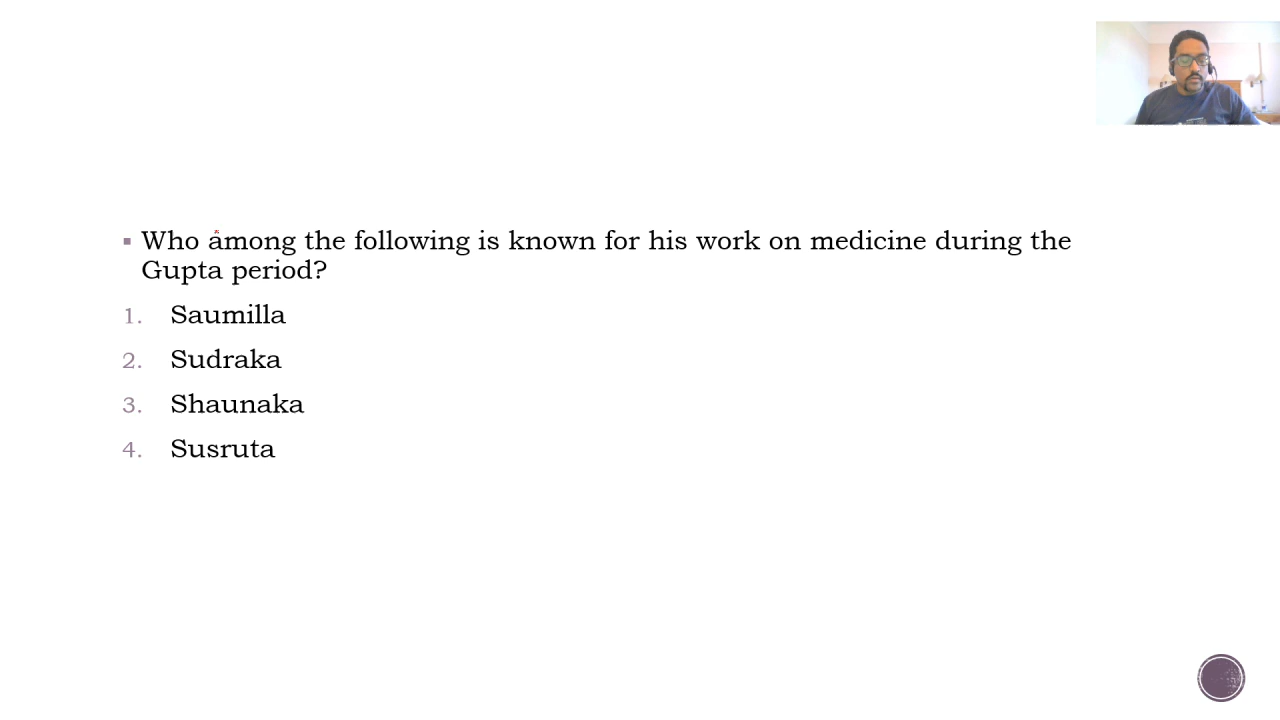 Who among the following is known for his work on medicine during the
Gupta period?
1. Saumilla
2. Sudraka
3. Shaunaka
4. Susruta